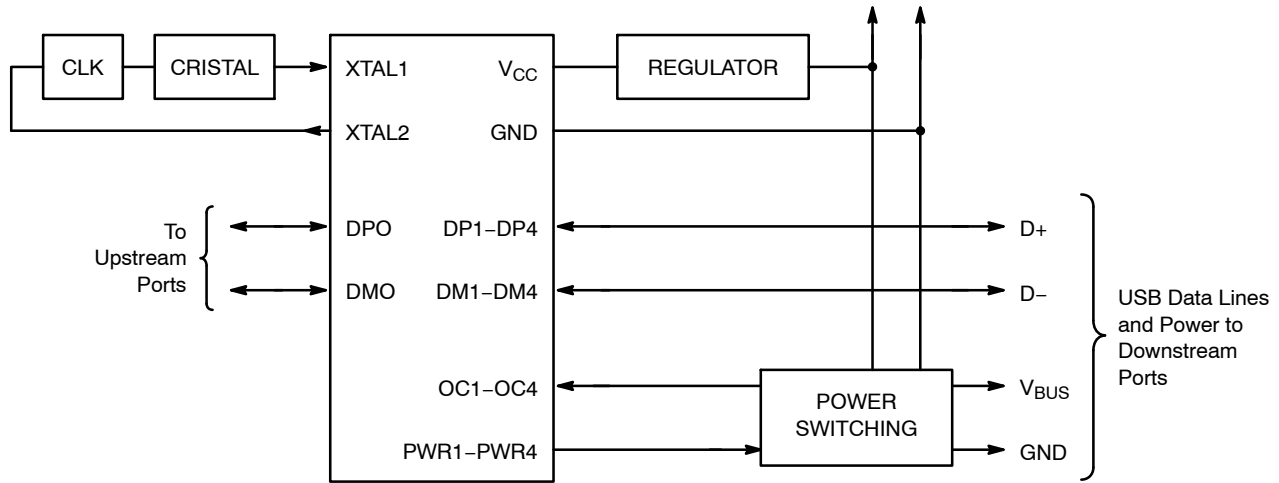 CLK
CRISTAL
XTAL1
VCC
REGULATOR
XTAL2
GND
To
Upstream
Ports
DPO
DP1−DP4
D+
DMO
DM1−DM4
D−
USB Data Lines
and Power to
Downstream
Ports
OC1−OC4
POWER
SWITCHING
VBUS
PWR1−PWR4
GND